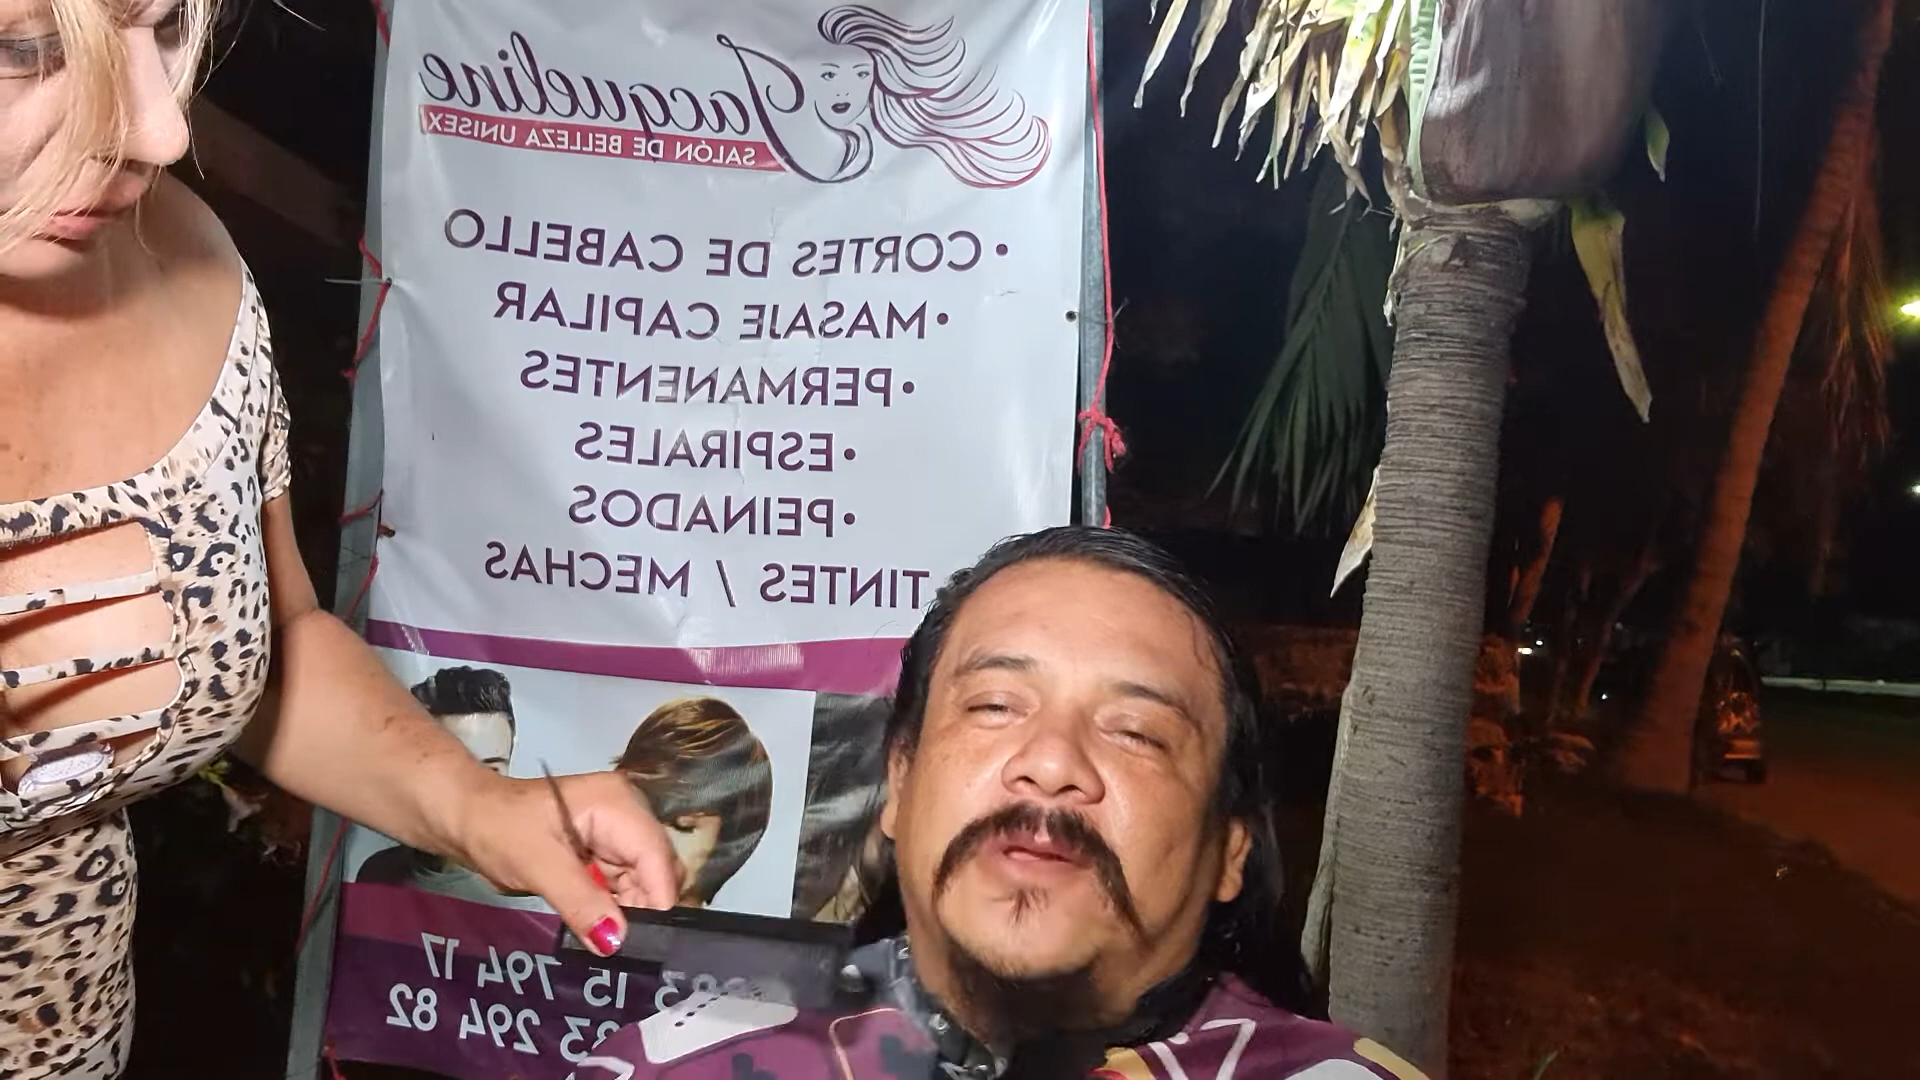 Jacqueline
SALÓN DE BELLEZA UNISEX
• CORTES DE CABELLO
• MASAJE CAPILAR
• PERMANENTES
• ESPIRALES
• PEINADOS
TINTES / MECHAS
15 794 17
294 82